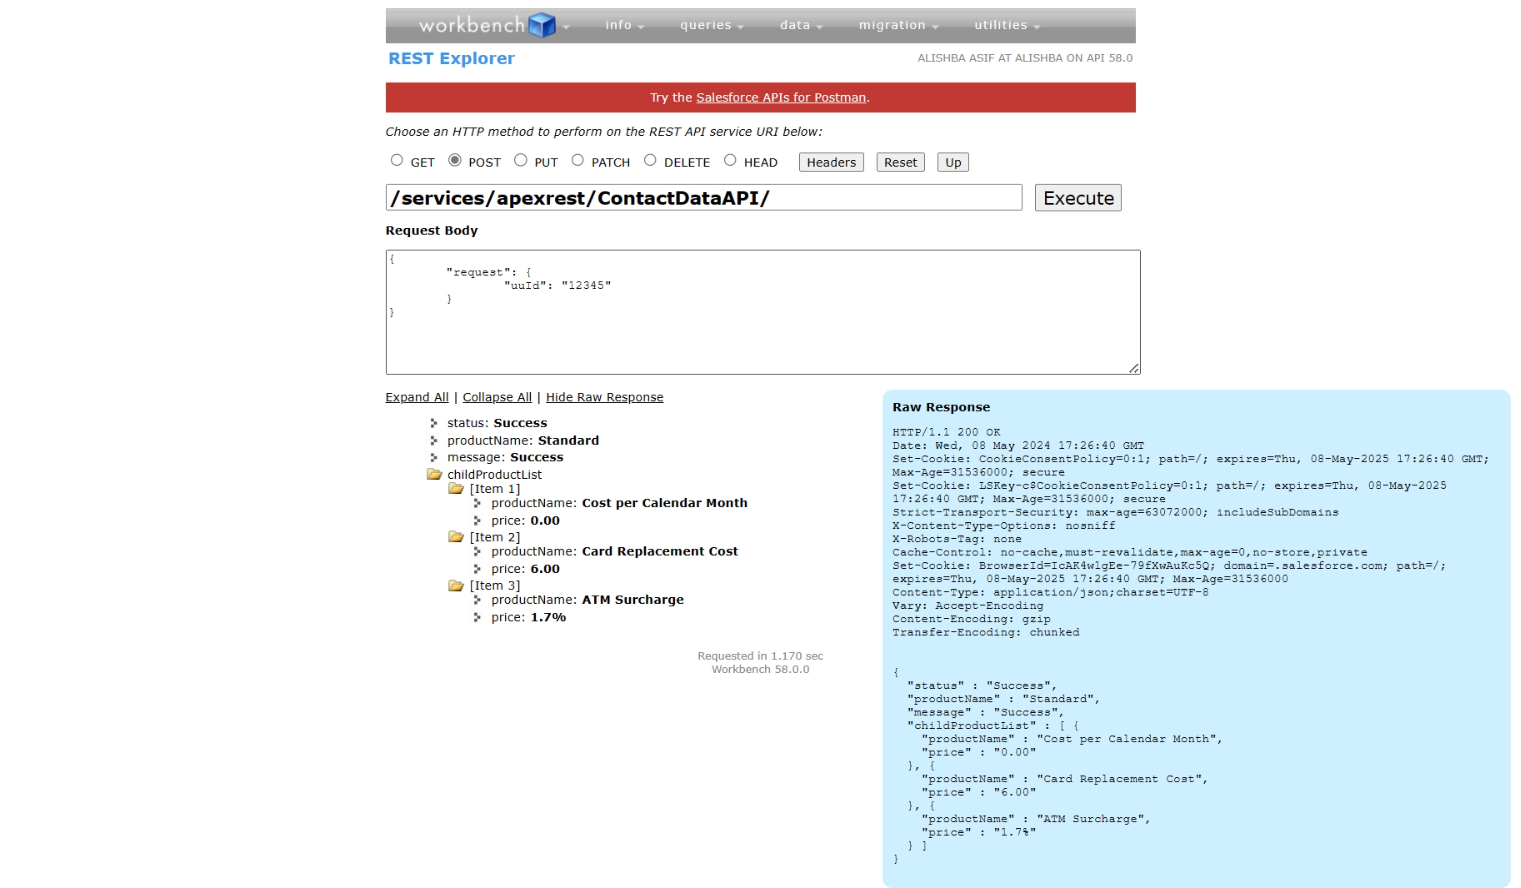 workbench info queries data migration utilities
REST Explorer
ALISHBA ASIF AT ALISHBA ON API 58.0
Try the Salesforce APIs for Postman.
Choose an HTTP method to perform on the REST API service URI below:
GET POST PUT PATCH DELETE HEAD Headers Reset Up
/services/apexrest/ContactDataAPI/ Execute
Request Body
{
"request": {
"uuId": "12345"
}
}
Expand All | Collapse All | Hide Raw Response
status: Success
productName: Standard
message: Success
childProductList
[Item 1]
productName: Cost per Calendar Month
price: 0.00
[Item 2]
productName: Card Replacement Cost
price: 6.00
[Item 3]
productName: ATM Surcharge
price: 1.7%
Requested in 1.170 sec
Workbench 58.0.0
Raw Response
HTTP/1.1 200 OK
Date: Wed, 08 May 2024 17:26:40 GMT
Set-Cookie: CookieConsentPolicy=0:1; path=/; expires=Thu, 08-May-2025 17:26:40 GMT;
Max-Age=31536000; secure
Set-Cookie: LSKey-c$CookieConsentPolicy=0:1; path=/; expires=Thu, 08-May-2025
17:26:40 GMT; Max-Age=31536000; secure
Strict-Transport-Security: max-age=63072000; includeSubDomains
X-Content-Type-Options: nosniff
X-Robots-Tag: none
Cache-Control: no-cache,must-revalidate,max-age=0,no-store,private
Set-Cookie: BrowserId=IcAK4w1gEe-79fXwAuKc5Q; domain=.salesforce.com; path=/;
expires=Thu, 08-May-2025 17:26:40 GMT; Max-Age=31536000
Content-Type: application/json;charset=UTF-8
Vary: Accept-Encoding
Content-Encoding: gzip
Transfer-Encoding: chunked
{
"status" : "Success",
"productName" : "Standard",
"message" : "Success",
"childProductList" : [ {
"productName" : "Cost per Calendar Month",
"price" : "0.00"
}, {
"productName" : "Card Replacement Cost",
"price" : "6.00"
}, {
"productName" : "ATM Surcharge",
"price" : "1.7%"
} ]
}